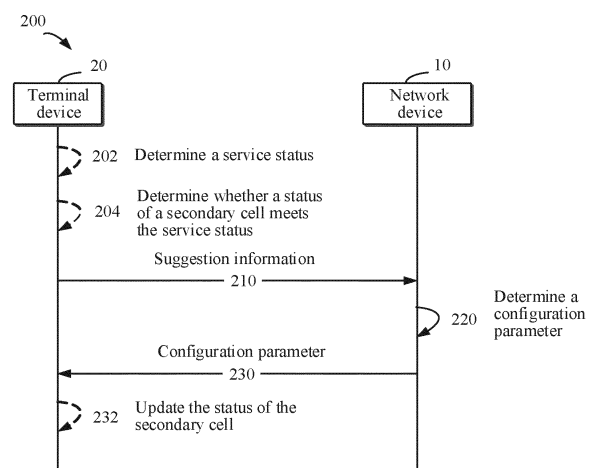 200
20
10
Terminal
device
Network
device
202
Determine a service status
204
Determine whether a
status
of a secondary cell meets
the service status
Suggestion information
210
220
Determine a
configuration
parameter
Configuration parameter
230
232
Update the status of the
secondary cell